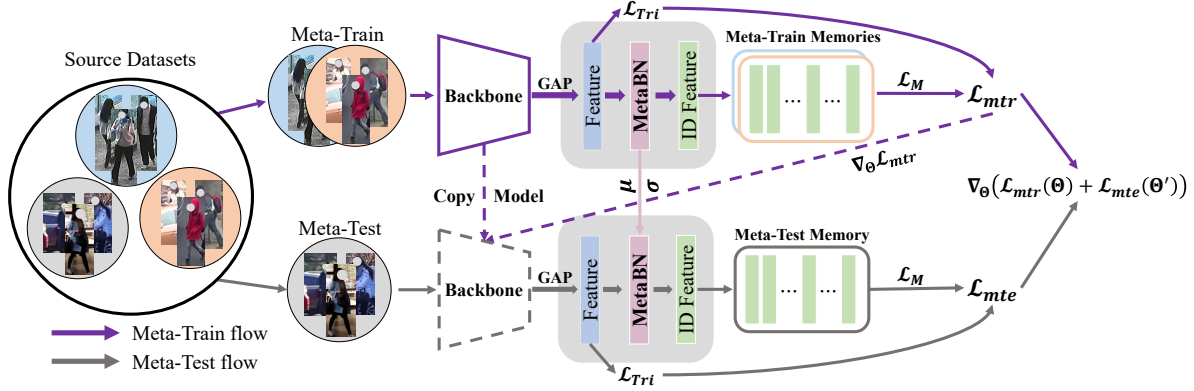 Source Datasets
Meta-Train
Meta-Test
Meta-Train flow
Meta-Test flow
Backbone
GAP
Feature
MetaBN
ID Feature
ℒ_Tri
Meta-Train Memories
... ...
ℒ_M
ℒ_mtr
Copy Model
μ
σ
∇_Θ ℒ_mtr
∇_Θ(ℒ_mtr(Θ) + ℒ_mte(Θ′))
Backbone
GAP
Feature
MetaBN
ID Feature
ℒ_Tri
Meta-Test Memory
... ...
ℒ_M
ℒ_mte